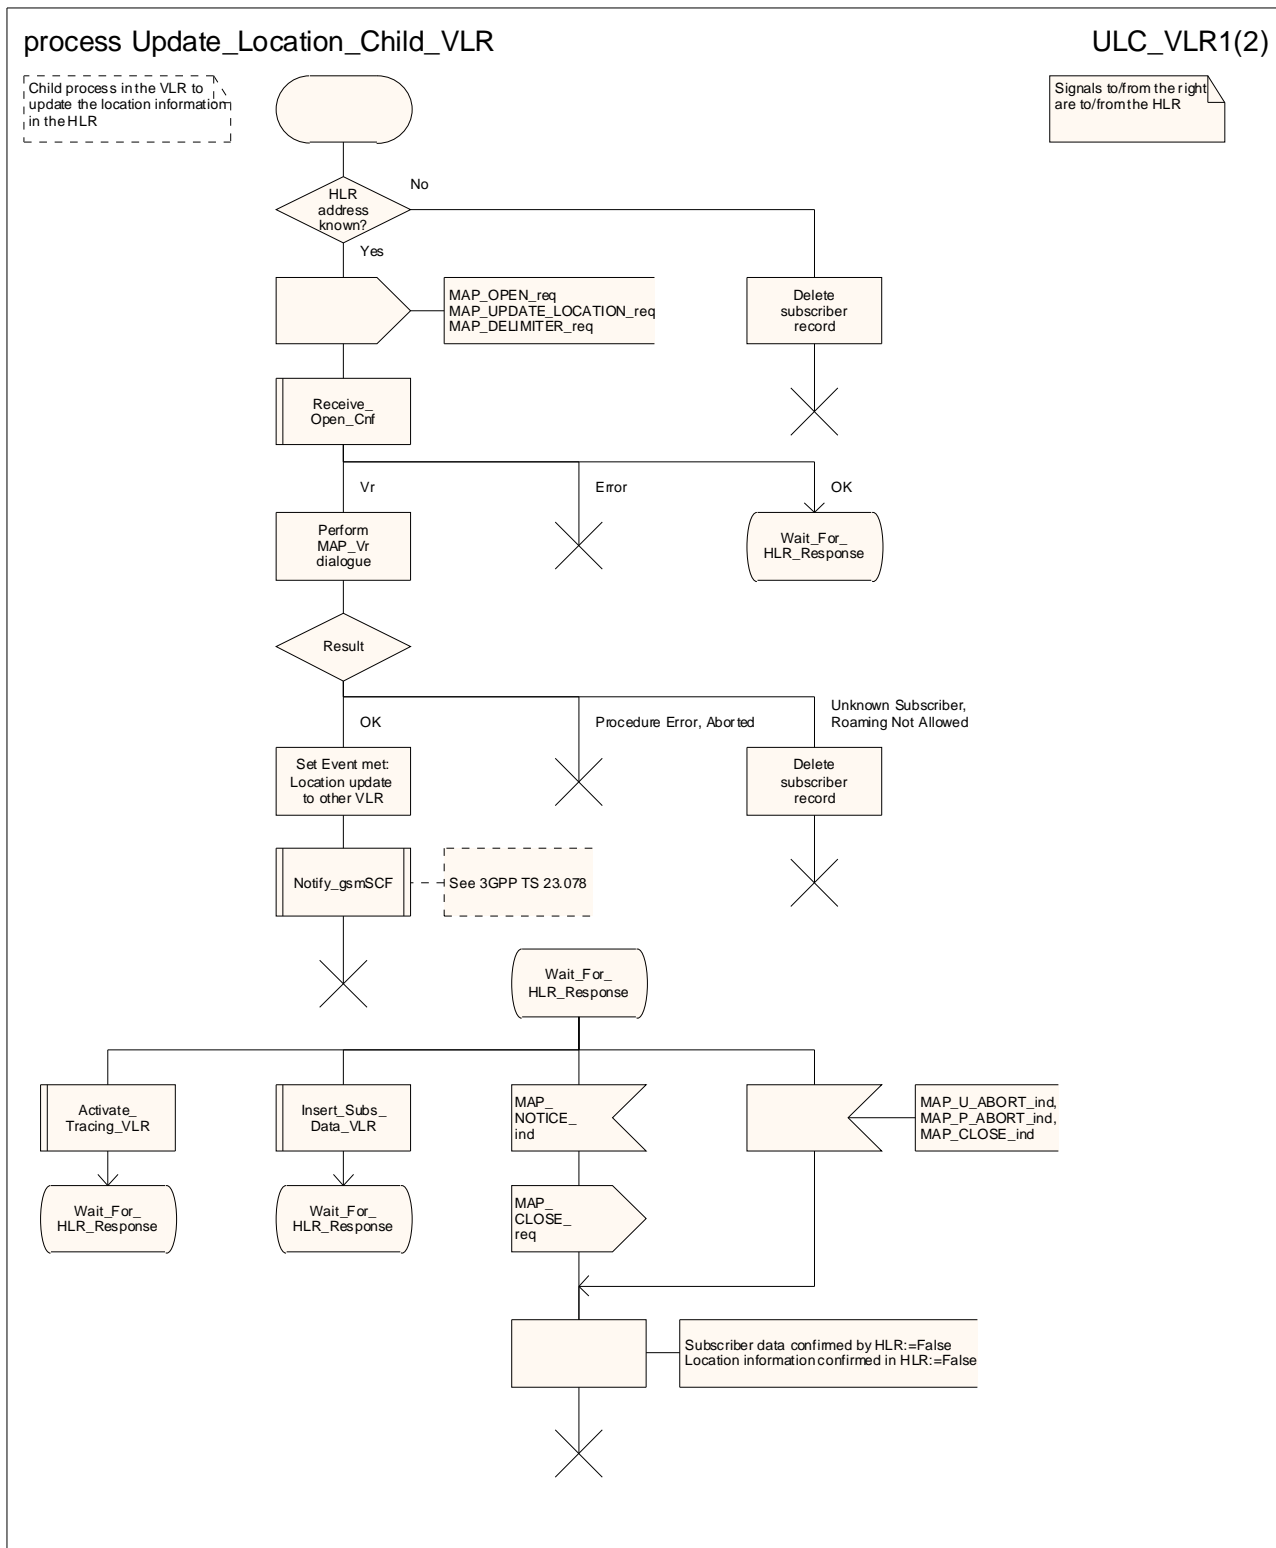 process Update_Location_Child_VLR
ULC_VLR1(2)
Child process in the VLR to
update the location information
in the HLR
Signals to/from the right
are to/from the HLR
HLR
address
known?
No
Yes
MAP_OPEN_req
MAP_UPDATE_LOCATION_req
MAP_DELIMITER_req
Delete
subscriber
record
Receive_
Open_Cnf
Vr
Error
OK
Perform
MAP_Vr
dialogue
Wait_For_
HLR_Response
Result
OK
Procedure Error, Aborted
Unknown Subscriber,
Roaming Not Allowed
Set Event met:
Location update
to other VLR
Delete
subscriber
record
Notify_gsmSCF
See 3GPP TS 23.078
Wait_For_
HLR_Response
Activate_
Tracing_VLR
Insert_Subs_
Data_VLR
MAP_
NOTICE_
ind
MAP_U_ABORT_ind,
MAP_P_ABORT_ind,
MAP_CLOSE_ind
Wait_For_
HLR_Response
Wait_For_
HLR_Response
MAP_
CLOSE_
req
Subscriber data confirmed by HLR:=False
Location information confirmed in HLR:=False